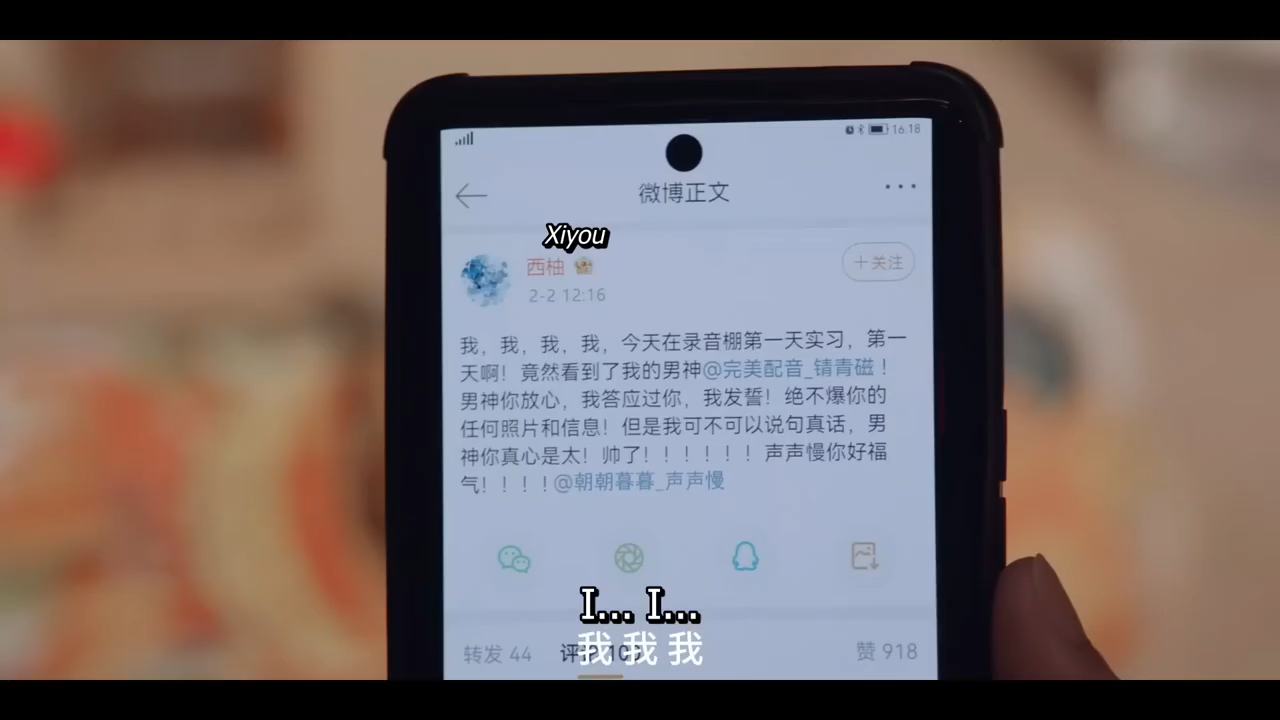 16.18
微博正文
Xiyou
西柚
+关注
2-2 12:16
我，我，我，我，今天在录音棚第一天实习，第一
天啊！竟然看到了我的男神@完美配音_锖青磁！
男神你放心，我答应过你，我发誓！绝不爆你的
任何照片和信息！但是我可不可以说句真话，男
神你真心是太！帅了！！！！！！声声慢你好福
气！！！！@朝朝暮暮_声声慢
I... I...
我 我 我
转发 44
赞 918